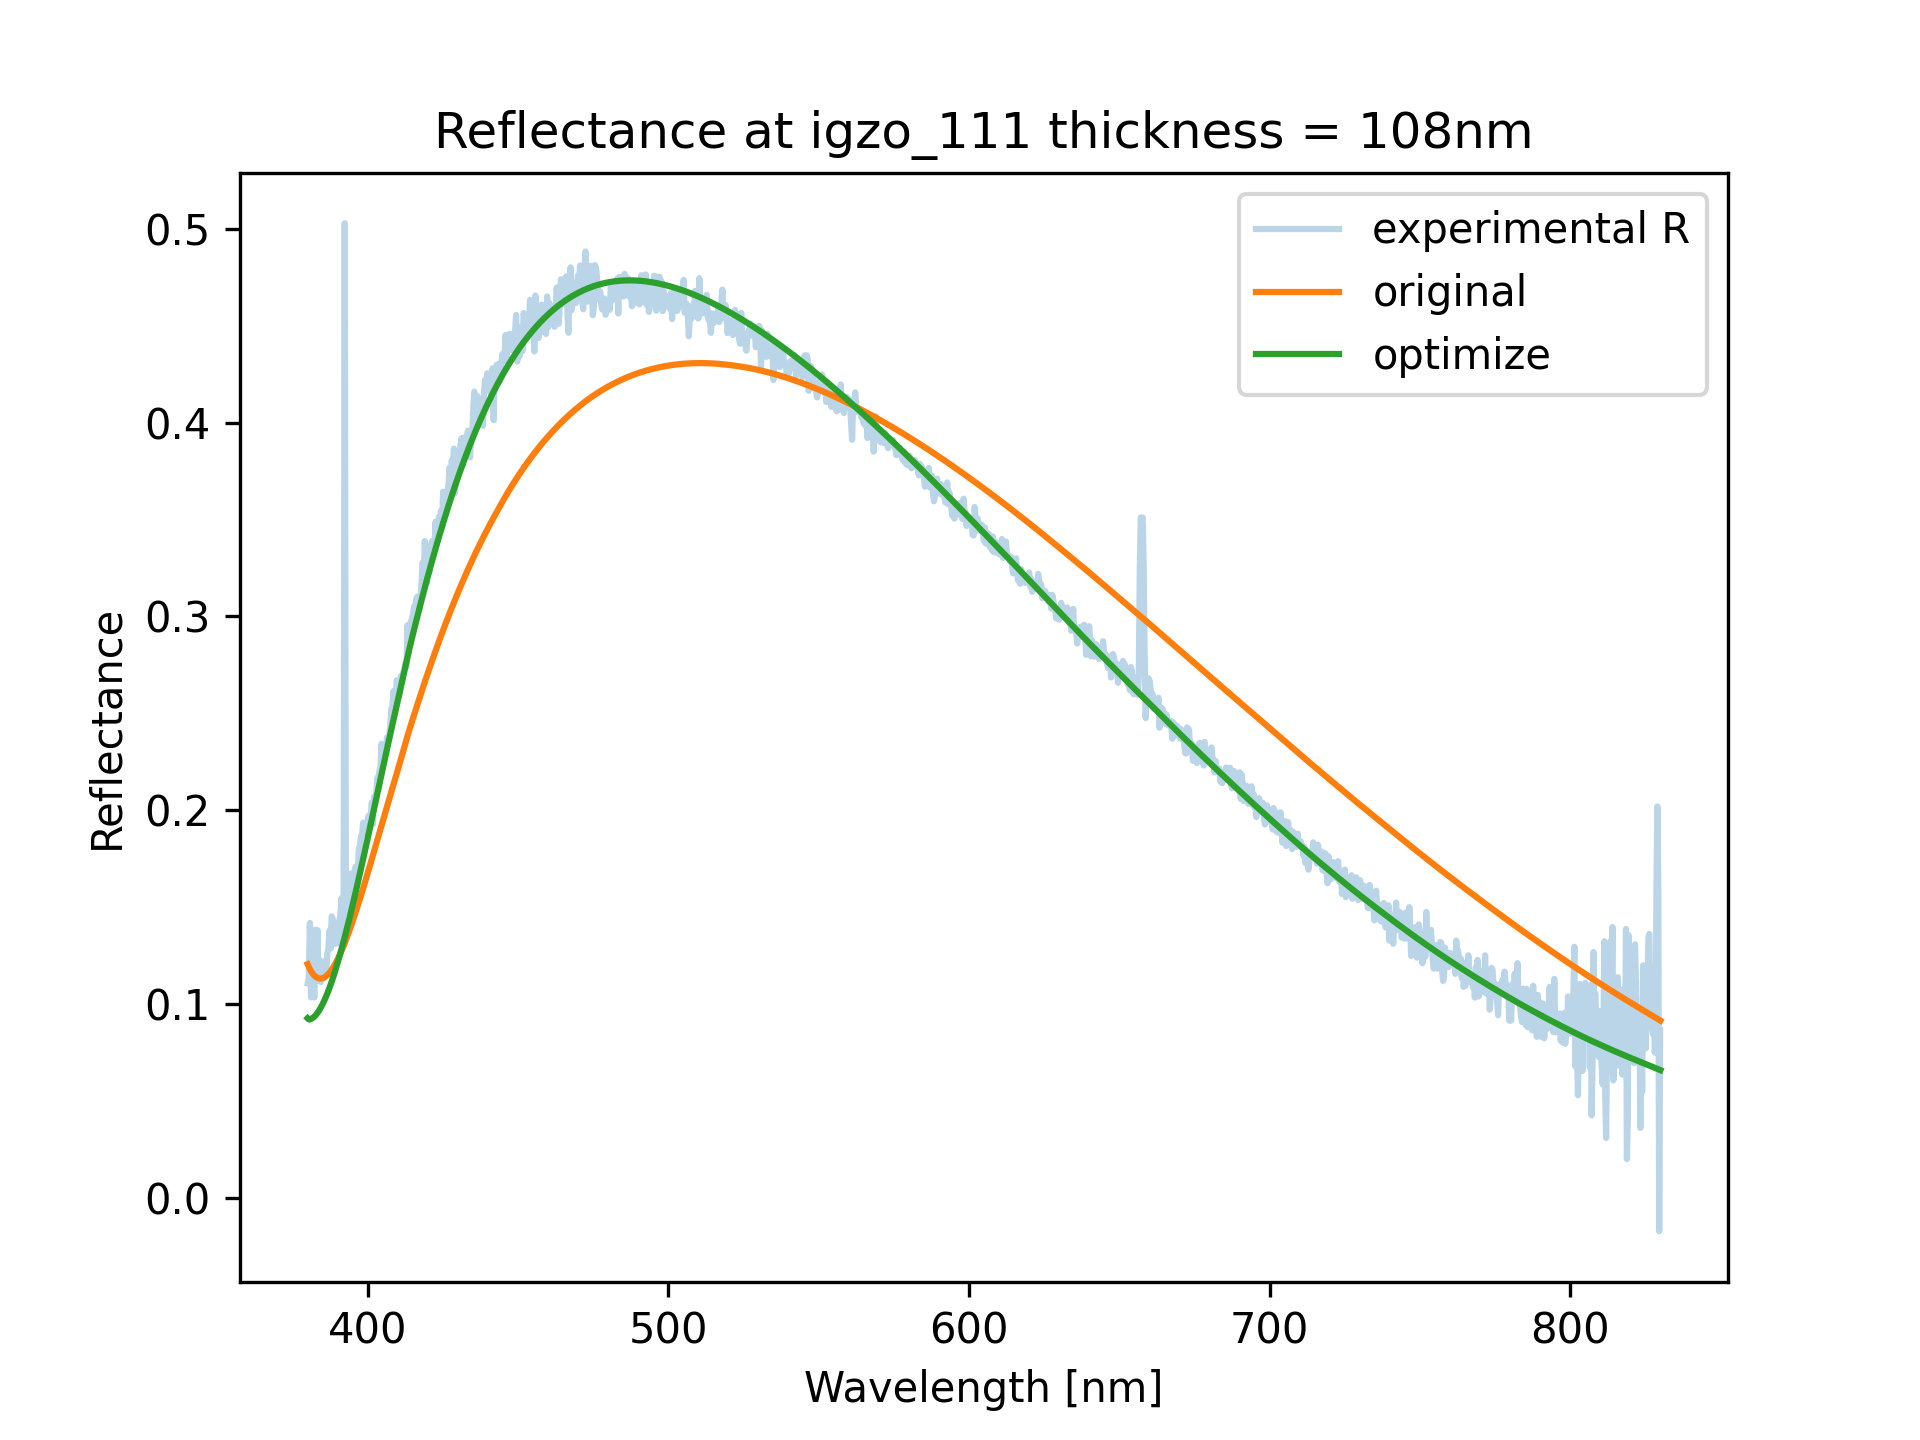 Reflectance at igzo_111 thickness = 108nm
experimental R
original
optimize
Reflectance
0.5
0.4
0.3
0.2
0.1
0.0
400
500
600
700
800
Wavelength [nm]